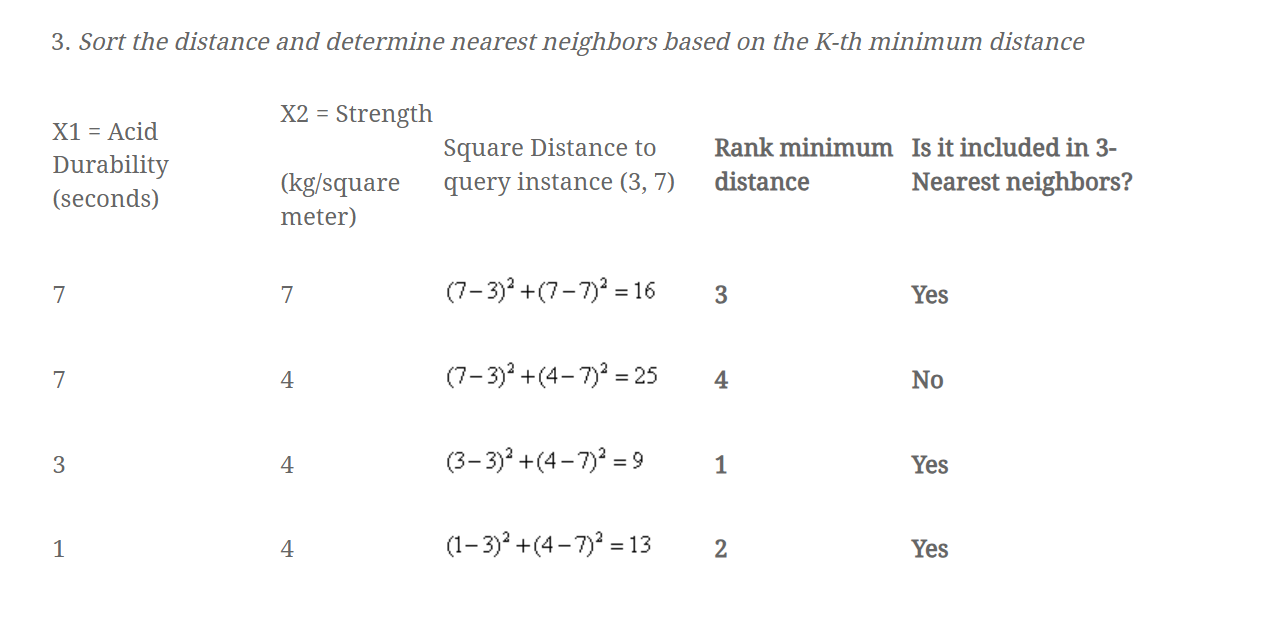 3. Sort the distance and determine nearest neighbors based on the K-th minimum distance
X1 = Acid
Durability
(seconds)
X2 = Strength
(kg/square
meter)
Square Distance to
query instance (3, 7)
Rank minimum
distance
Is it included in 3-
Nearest neighbors?
7 7 (7−3)² +(7−7)² = 16 3 Yes
7 4 (7−3)² +(4−7)² = 25 4 No
3 4 (3−3)² +(4−7)² = 9 1 Yes
1 4 (1−3)² +(4−7)² = 13 2 Yes